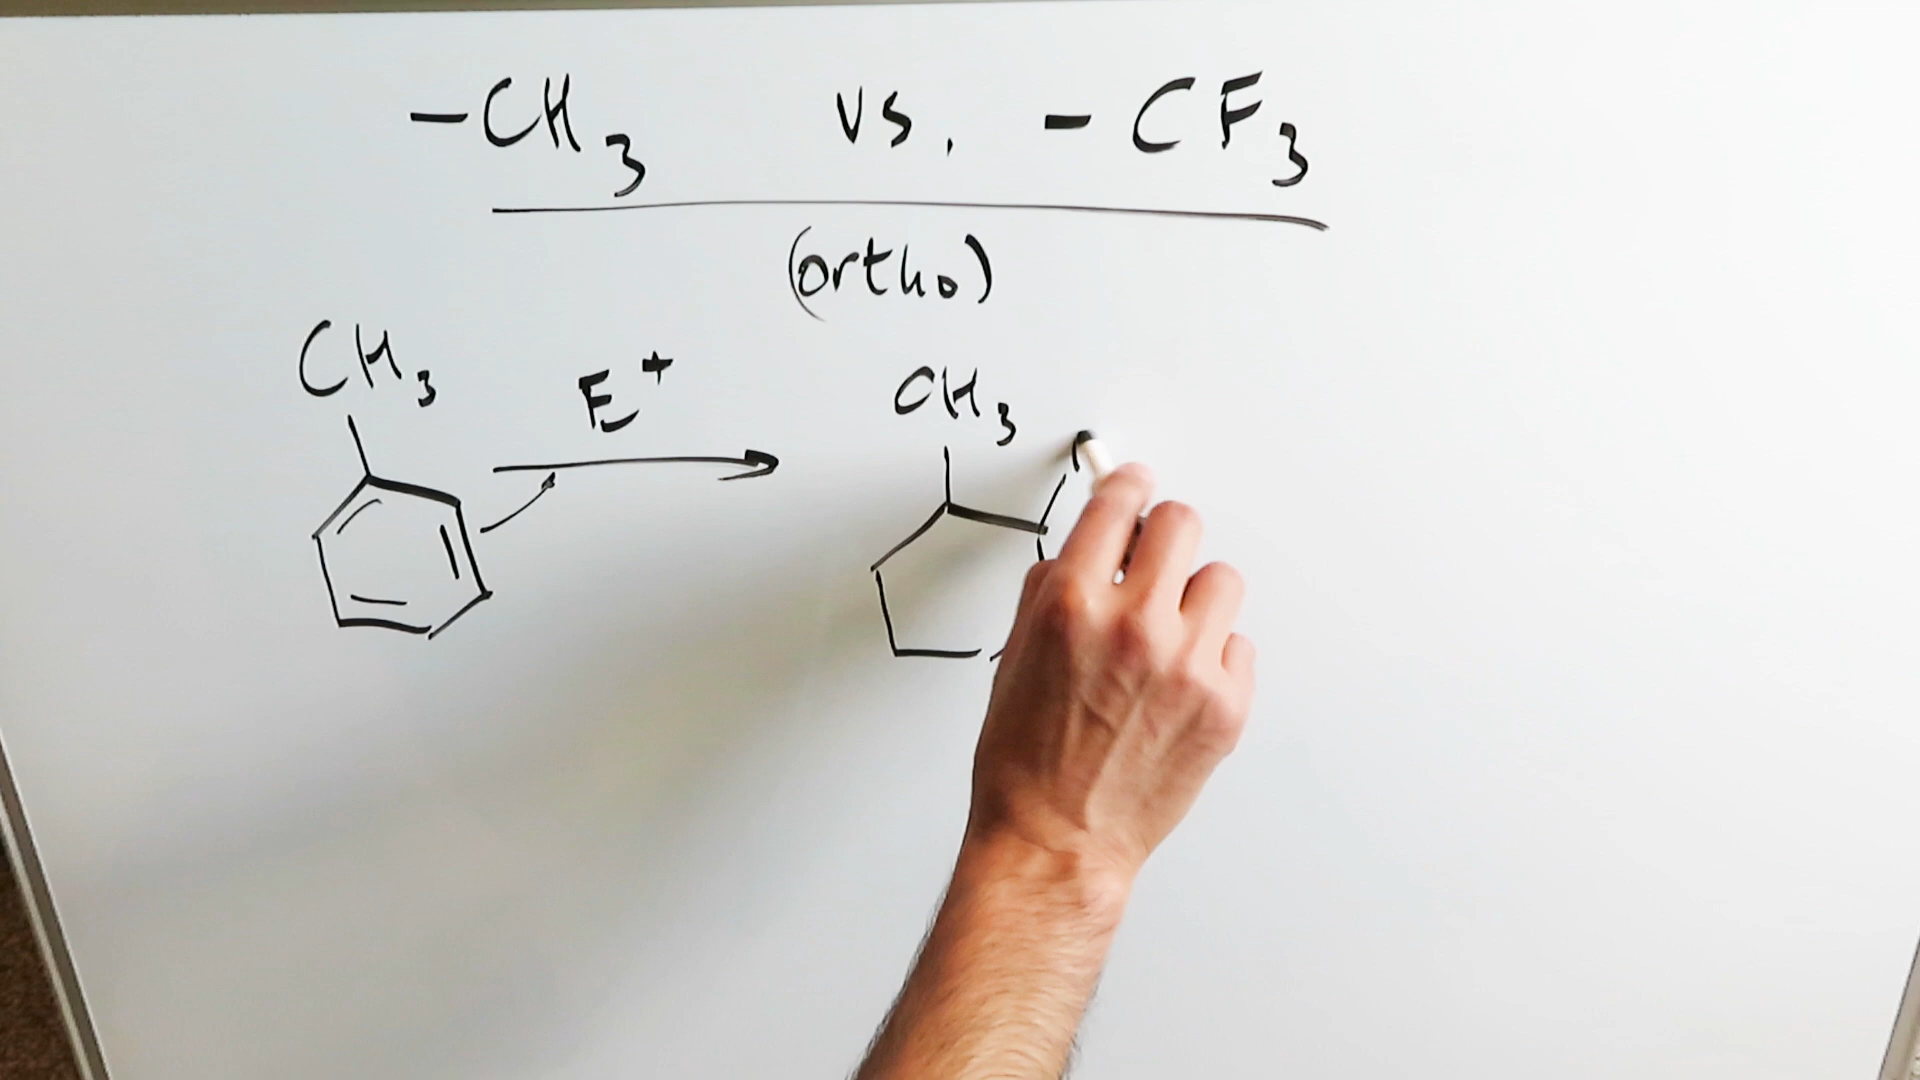 -CH₃ vs. -CF₃
(ortho)
CH₃ E⁺ CH₃